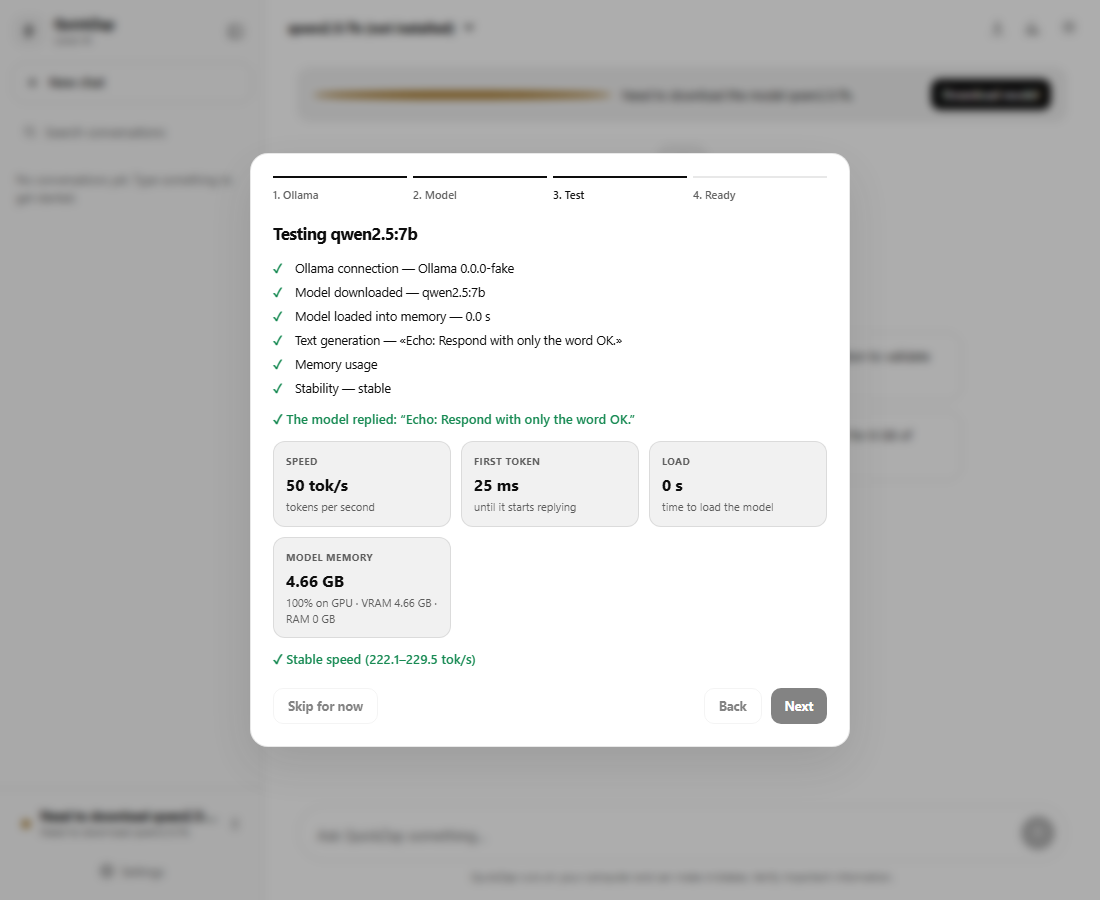 New chat
Search conversations
1. Ollama
2. Model
3. Test
4. Ready
Testing qwen2.5:7b
✓ Ollama connection — Ollama 0.0.0-fake
✓ Model downloaded — qwen2.5:7b
✓ Model loaded into memory — 0.0 s
✓ Text generation — «Echo: Respond with only the word OK.»
✓ Memory usage
✓ Stability — stable
✓ The model replied: “Echo: Respond with only the word OK.”
SPEED
50 tok/s
tokens per second
FIRST TOKEN
25 ms
until it starts replying
LOAD
0 s
time to load the model
MODEL MEMORY
4.66 GB
100% on GPU · VRAM 4.66 GB ·
RAM 0 GB
✓ Stable speed (222.1–229.5 tok/s)
Skip for now
Back
Next
Settings